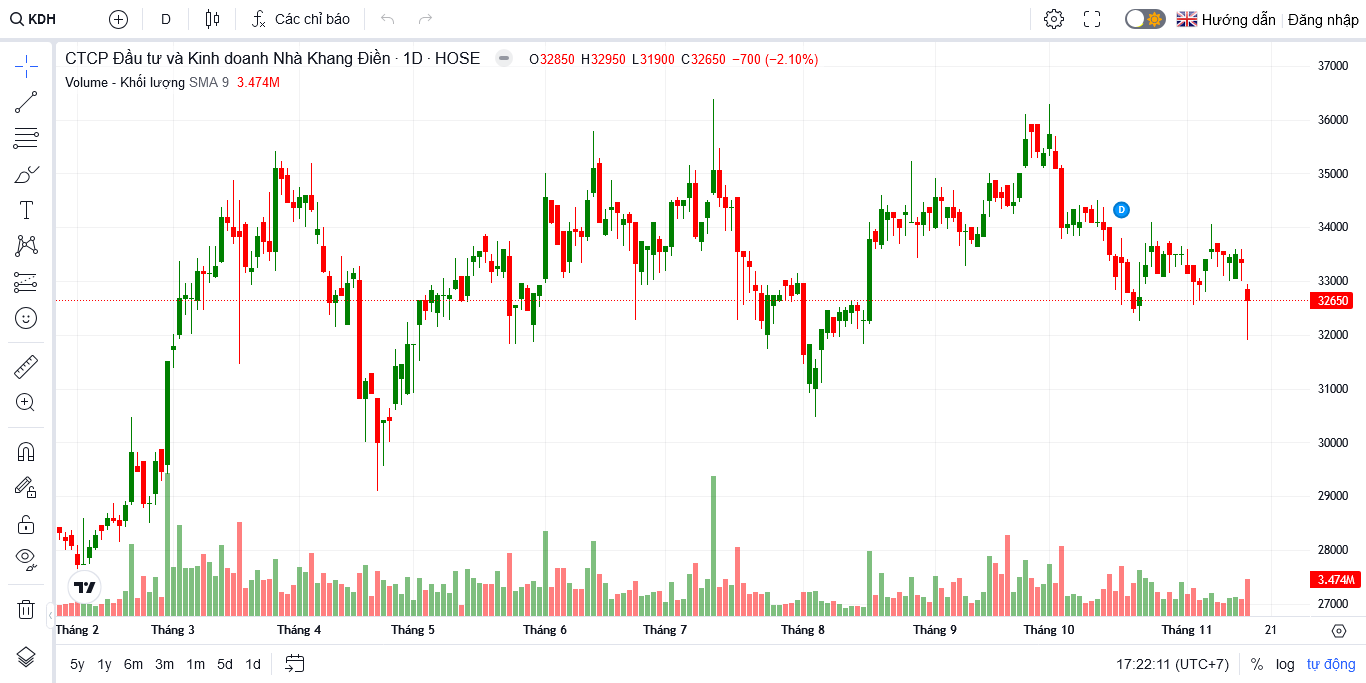 KDH D Các chỉ báo Hướng dẫn Đăng nhập
CTCP Đầu tư và Kinh doanh Nhà Khang Điền · 1D · HOSE O32850 H32950 L31900 C32650 −700 (−2.10%)
Volume - Khối lượng SMA 9 3.474M
37000
36000
35000
34000
33000
32650
32000
31000
30000
29000
28000
3.474M
27000
D
Tháng 2 Tháng 3 Tháng 4 Tháng 5 Tháng 6 Tháng 7 Tháng 8 Tháng 9 Tháng 10 Tháng 11 21
5y 1y 6m 3m 1m 5d 1d 17:22:11 (UTC+7) % log tự động